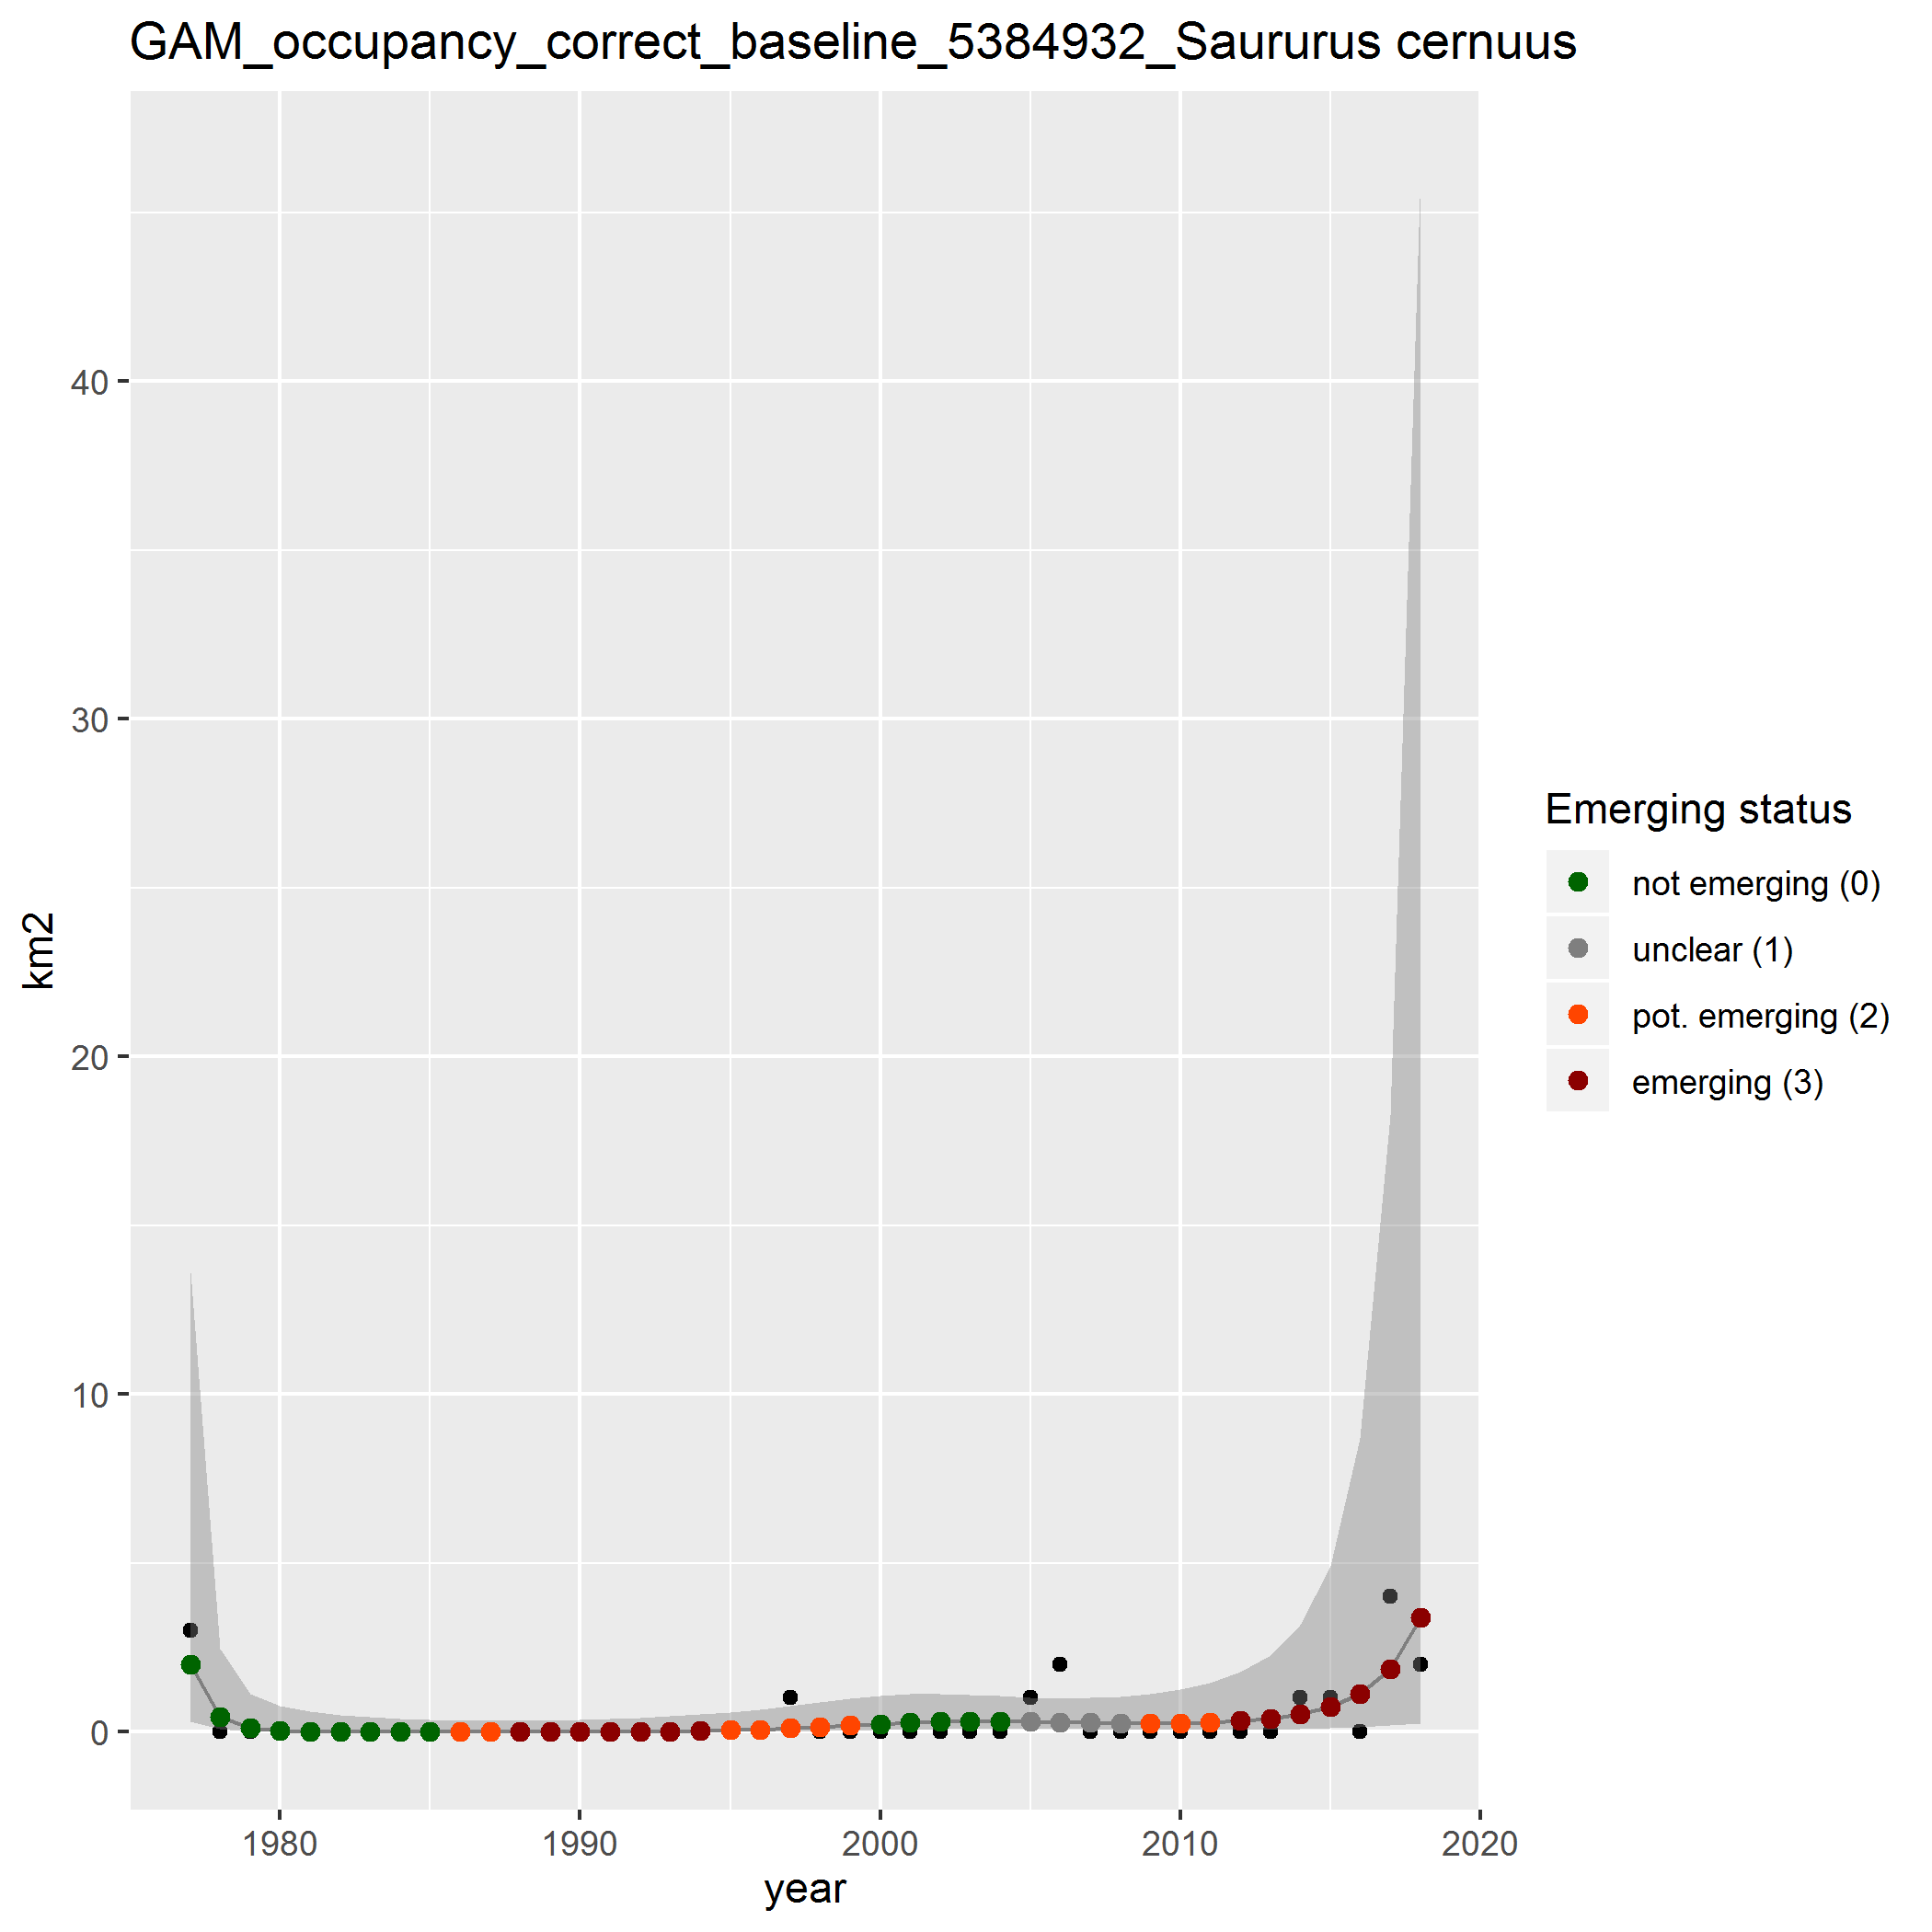 GAM_occupancy_correct_baseline_5384932_Saururus cernuus
km2
40
30
20
10
0
1980 1990 2000 2010 2020
year
Emerging status
not emerging (0)
unclear (1)
pot. emerging (2)
emerging (3)